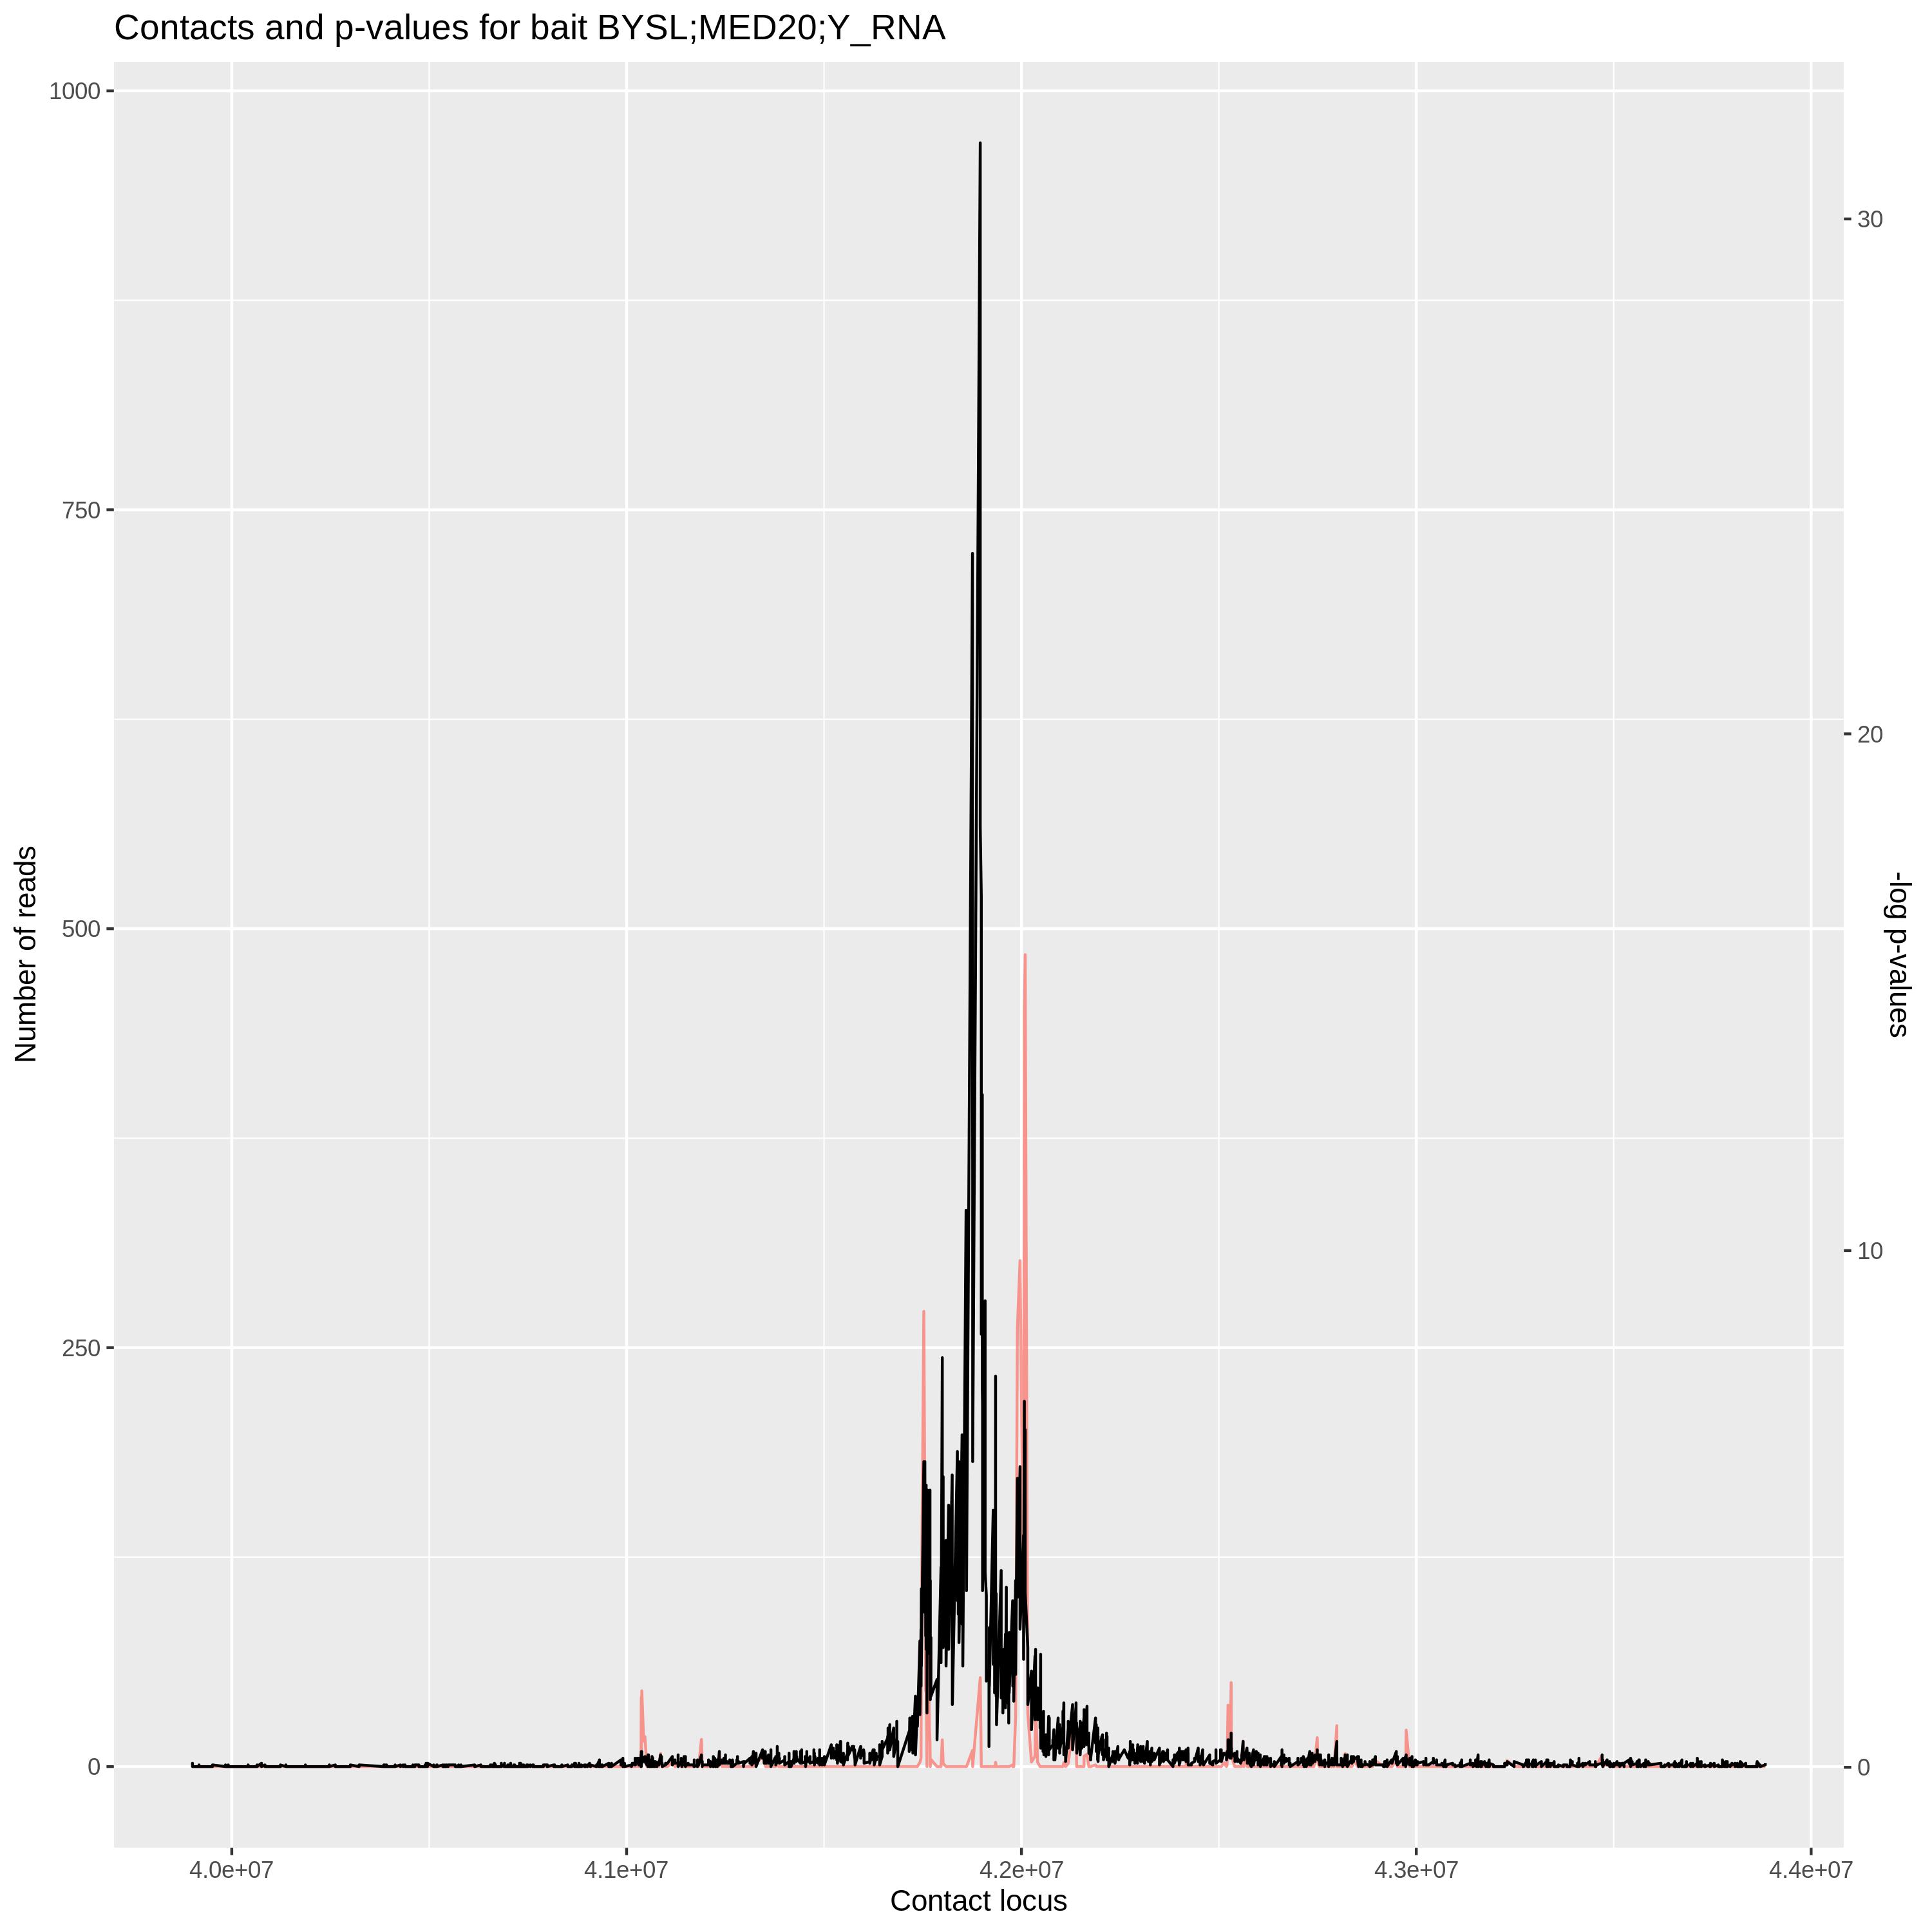 Contacts and p-values for bait BYSL;MED20;Y_RNA
1000
750
500
250
0
Number of reads
30
20
10
0
-log p-values
4.0e+07
4.1e+07
4.2e+07
4.3e+07
4.4e+07
Contact locus